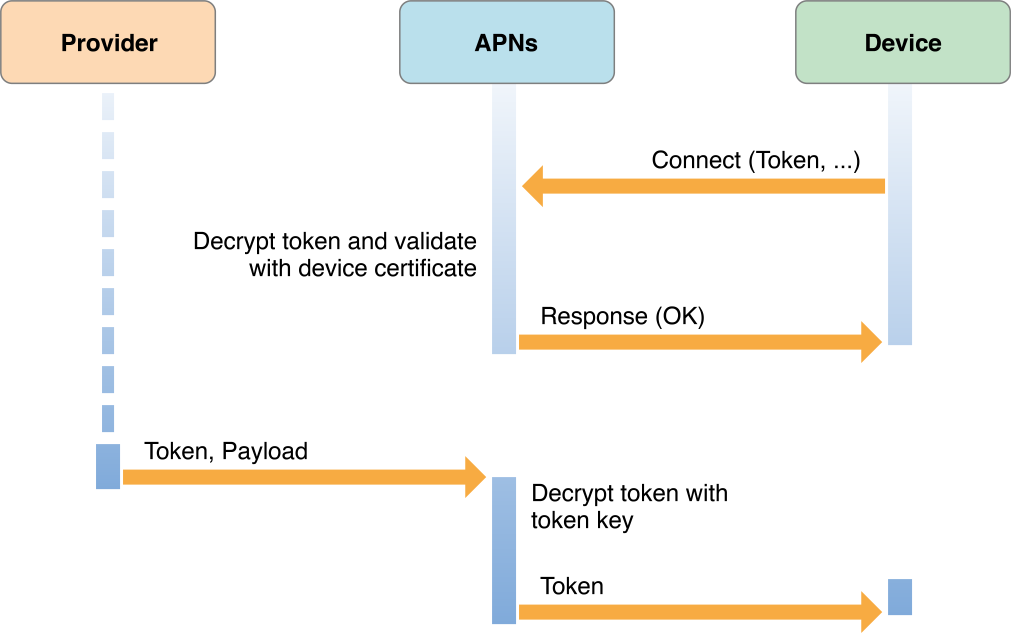 Provider
APNs
Device
Connect (Token, ...)
Decrypt token and validate
with device certificate
Response (OK)
Token, Payload
Decrypt token with
token key
Token